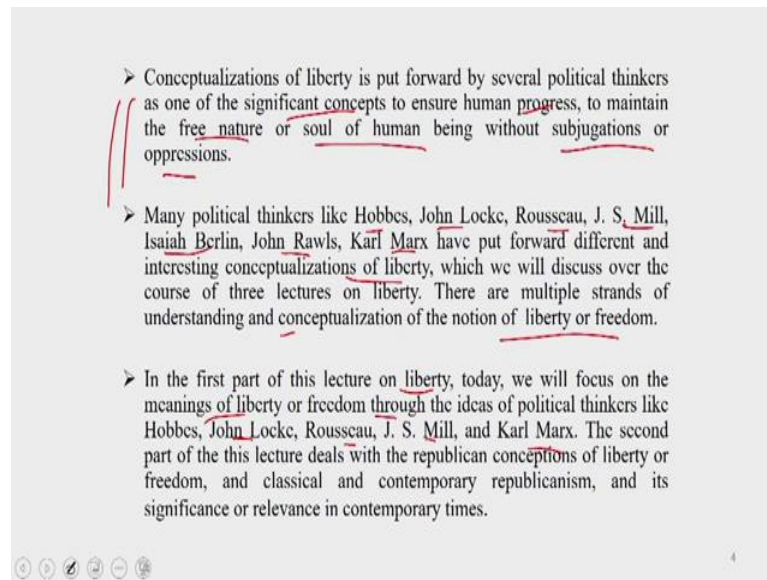 ➤ Conceptualizations of liberty is put forward by several political thinkers
as one of the significant concepts to ensure human progress, to maintain
the free nature or soul of human being without subjugations or
oppressions.
➤ Many political thinkers like Hobbes, John Locke, Rousseau, J. S. Mill,
Isaiah Berlin, John Rawls, Karl Marx have put forward different and
interesting conceptualizations of liberty, which we will discuss over the
course of three lectures on liberty. There are multiple strands of
understanding and conceptualization of the notion of liberty or freedom.
➤ In the first part of this lecture on liberty, today, we will focus on the
meanings of liberty or freedom through the ideas of political thinkers like
Hobbes, John Locke, Rousseau, J. S. Mill, and Karl Marx. The second
part of the this lecture deals with the republican conceptions of liberty or
freedom, and classical and contemporary republicanism, and its
significance or relevance in contemporary times.
4